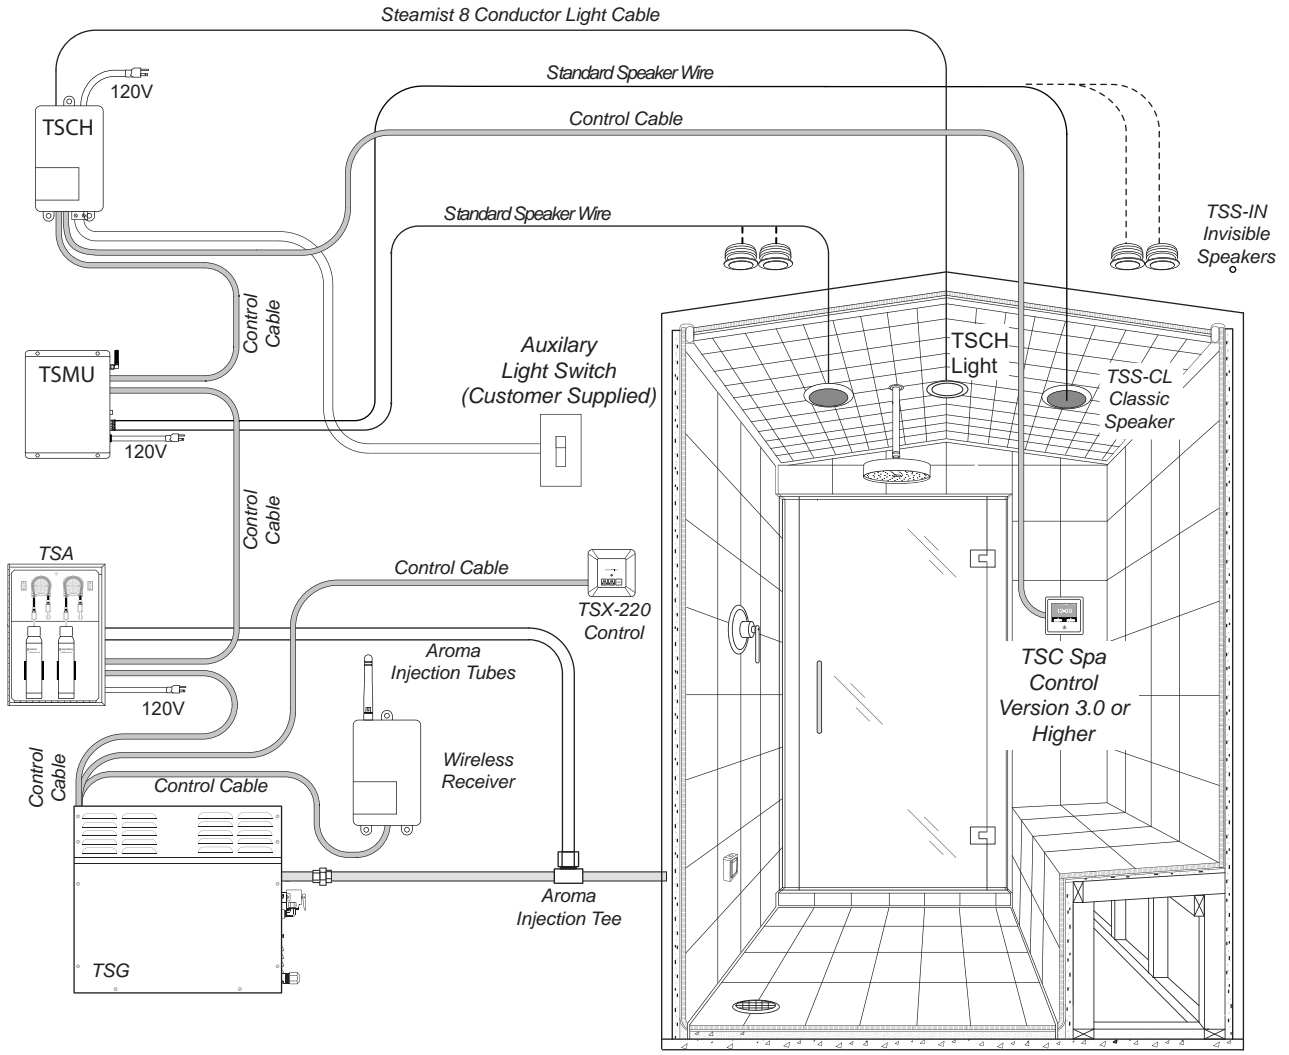 Steamist 8 Conductor Light Cable
Standard Speaker Wire
120V
TSCH
Control Cable
Standard Speaker Wire
TSS-IN
Invisible
Speakers
Control
Cable
TSMU
Auxilary
Light Switch
(Customer Supplied)
TSCH
Light
TSS-CL
Classic
Speaker
120V
Control
Cable
TSA
Control Cable
TSX-220
Control
12:00
Aroma
Injection Tubes
TSC Spa
Control
Version 3.0 or
Higher
120V
Control
Cable
Control Cable
Wireless
Receiver
Aroma
Injection Tee
TSG